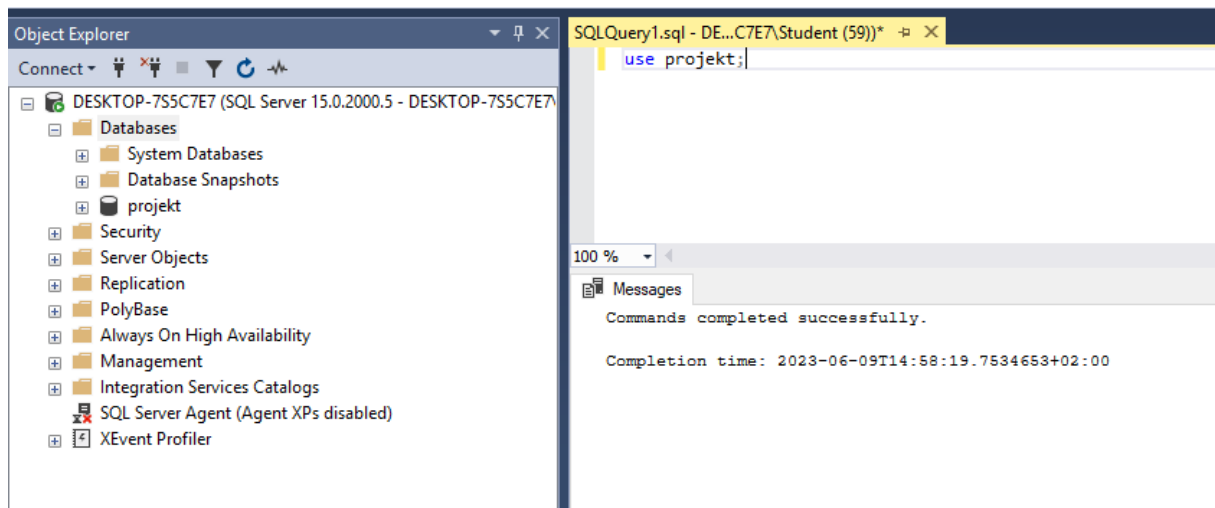 Object Explorer
Connect
DESKTOP-7S5C7E7 (SQL Server 15.0.2000.5 - DESKTOP-7S5C7E7\
Databases
System Databases
Database Snapshots
projekt
Security
Server Objects
Replication
PolyBase
Always On High Availability
Management
Integration Services Catalogs
SQL Server Agent (Agent XPs disabled)
XEvent Profiler
SQLQuery1.sql - DE...C7E7\Student (59))*
use projekt;
100 %
Messages
Commands completed successfully.
Completion time: 2023-06-09T14:58:19.7534653+02:00